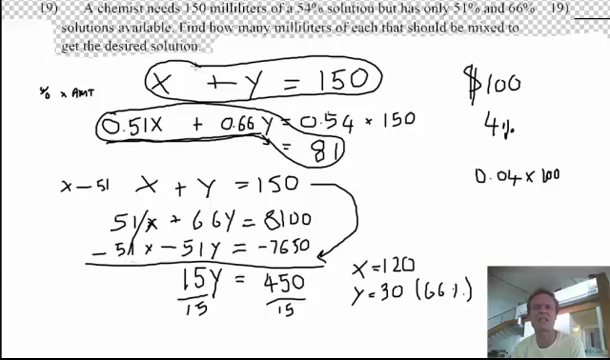 19) A chemist needs 150 milliliters of a 54% solution but has only 51% and 66% 19)
solutions available. Find how many milliliters of each that should be mixed to
get the desired solution.
% x AMT
x + y = 150
0.51x + 0.66y = 0.54 * 150
= 81
$100
4%
0.04 x 100
x - 51 x + y = 150
51x + 66y = 8100
- 51x - 51y = -7650
15y = 450
15 15
x = 120
y = 30 (66%)